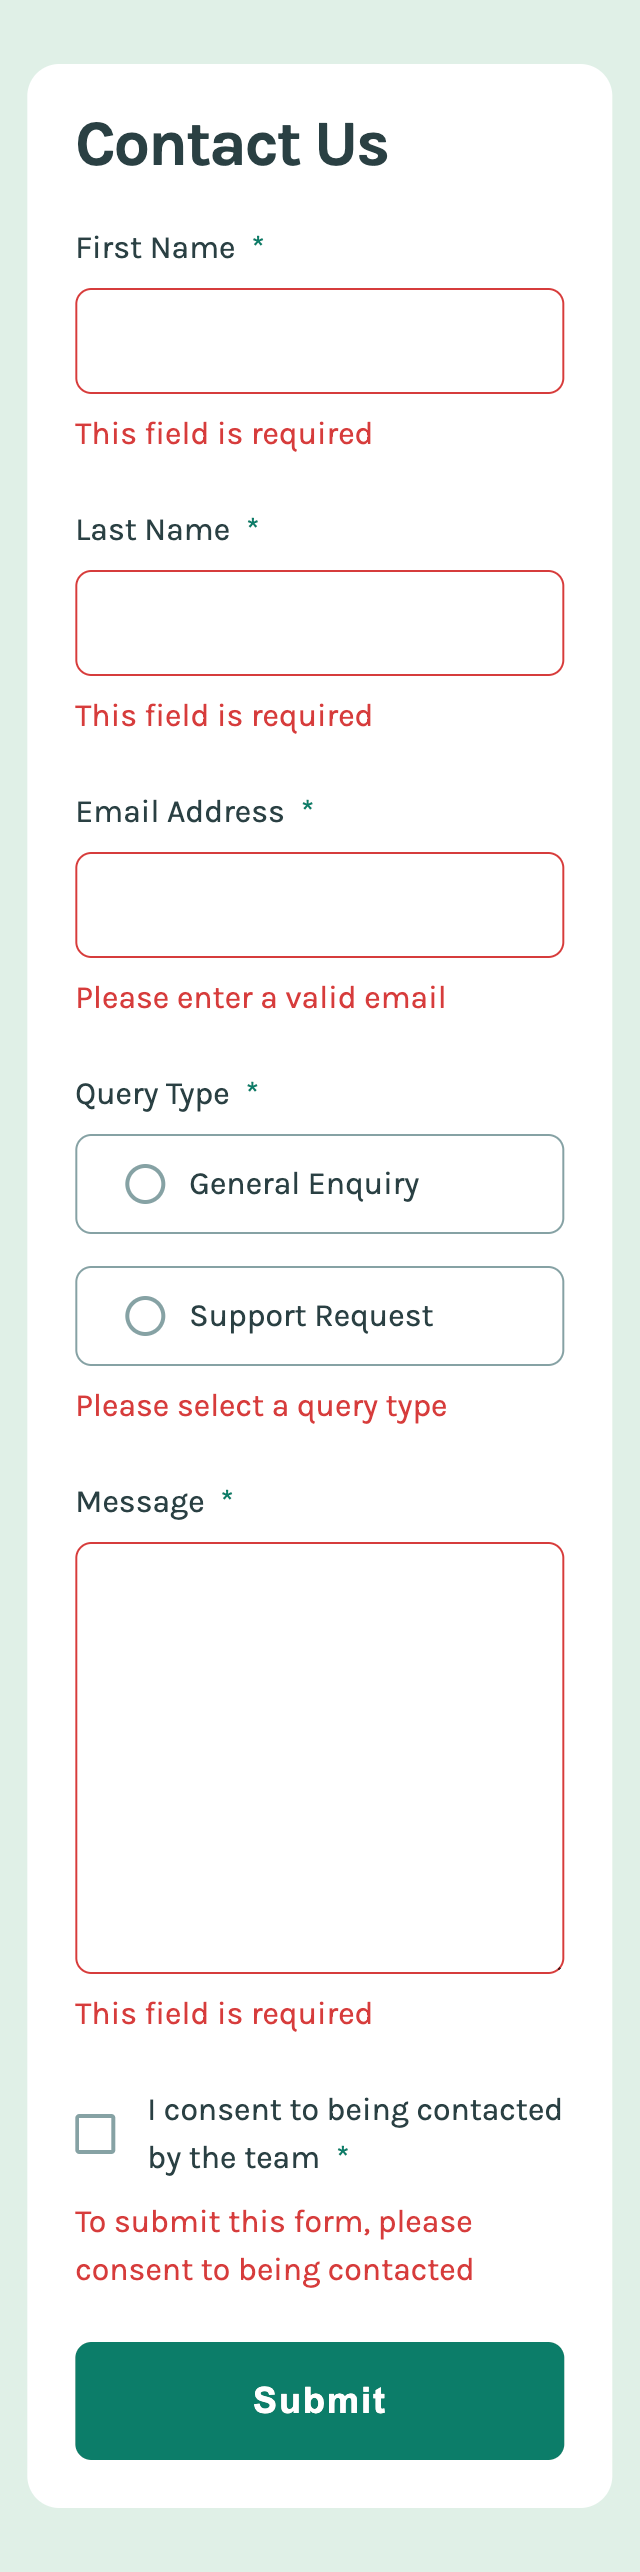 Contact Us
First Name *
This field is required
Last Name *
This field is required
Email Address *
Please enter a valid email
Query Type *
General Enquiry
Support Request
Please select a query type
Message *
This field is required
I consent to being contacted
by the team *
To submit this form, please
consent to being contacted
Submit